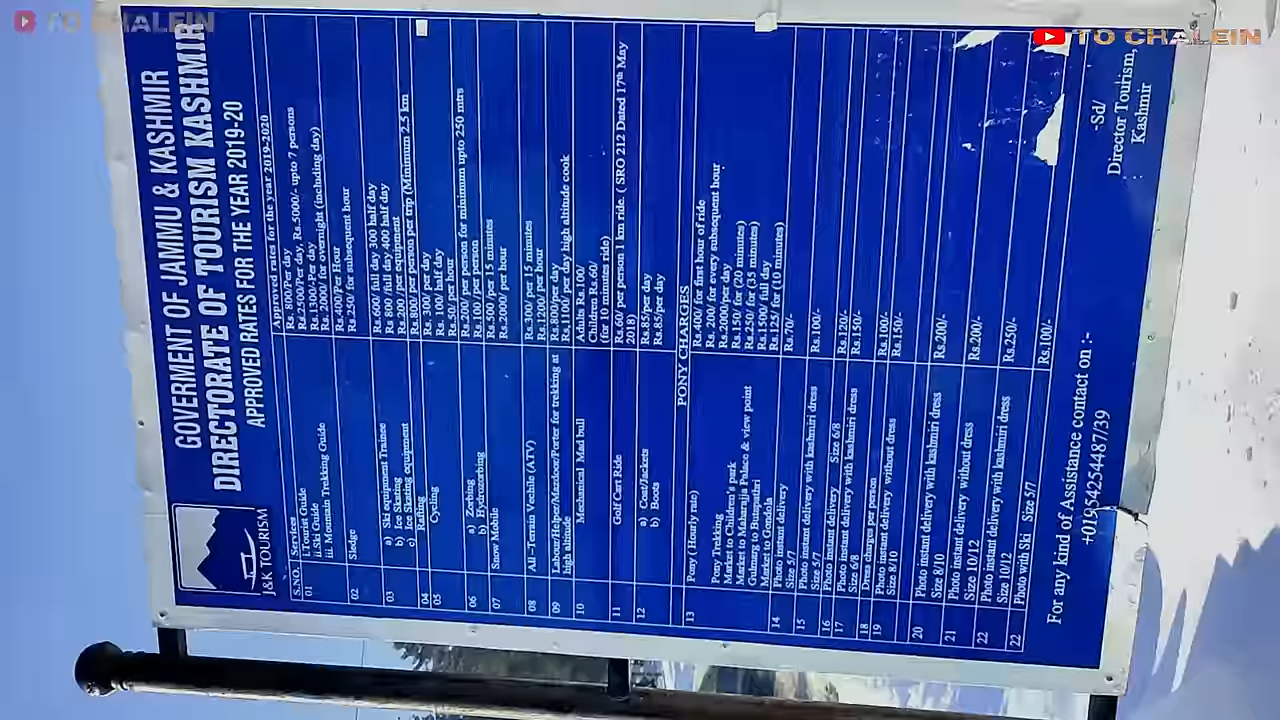 TO CHALEIN
TO CHALEIN
GOVERMENT OF JAMMU & KASHMIR
DIRECTORATE OF TOURISM KASHMIR
APPROVED RATES FOR THE YEAR 2019-20
J&K TOURISM
S.NO. Services Approved rates for the year 2019-2020
01 i.Tourist Guide Rs.800/Per day
ii.Ski Guide Rs.2500/Per day, Rs.5000/- upto 7 persons
iii. Mountain Trekking Guide Rs.1300/-Per day
Rs.2000/ for overnight (including day)
02 Sledge Rs.400/Per Hour
Rs.250/ for subsequent hour
03 a) Ski equipment Trainee Rs.600/ full day 300 half day
b) Ice Skating Rs 800/ full day 400 half day
c) Ice Skating equipment Rs.200 /per equipment
04 Rafting Rs.800/ per person per trip (Minimum 2.5 km
05 Cycling Rs. 300/ per day
Rs. 100/ half day
Rs.50/ per hour
06 a) Zorbing Rs.200/ per person for minimum upto 250 mtrs
b) Hydrozorbing Rs.100/ per person
07 Snow Mobile Rs.500/ per 15 minutes
Rs.2000/ per hour
08 All-Terrain Vechile (ATV) Rs.300/ per 15 minutes
Rs.1200/ per hour
09 Labour/Helper/Mazdoor/Porter for trekking at Rs.800/per day
high altitude Rs.1100/ per day high altitude cook
10 Mechanical Mad bull Adults Rs.100/
Children Rs.60/
(for 10 minutes ride)
11 Golf Cart Ride Rs.60/ per person 1 km ride. ( SRO 212 Dated 17th May
2018)
12 a) Coat/Jackets Rs.85/per day
b) Boots Rs.85/per day
PONY CHARGES
13 Pony (Hourly rate) Rs.400/ for first hour of ride
Rs. 200/ for every subsequent hour
Pony Trekking Rs.2000/per day
Market to Children's park Rs.150/ for (20 minutes)
Market to Maharajja Palace & view point Rs.250/ for (35 minutes)
Gulmarg to Butapathri Rs.1500/ full day
Market to Gondola Rs.125/ for (10 minutes)
14 Photo instant delivery Rs.70/-
Size 5/7
15 Photo instant delivery with kashmiri dress Rs.100/-
Size 5/7
16 Photo instant delivery Size 6/8 Rs.120/-
17 Photo instant delivery with kashmiri dress Rs.150/-
Size 6/8
18 Dress charges per person Rs.100/-
19 Photo instant delivery without dress Rs.150/-
Size 8/10
20 Photo instant delivery with kashmiri dress Rs.200/-
Size 8/10
21 Photo instant delivery without dress Rs.200/-
Size 10/12
22 Photo instant delivery with kashmiri dress Rs.250/-
Size 10/12
22 Photo with Ski Size 5/7 Rs.100/-
For any kind of Assistance contact on :-
+01954254487/39
-Sd/
Director Tourism,
Kashmir